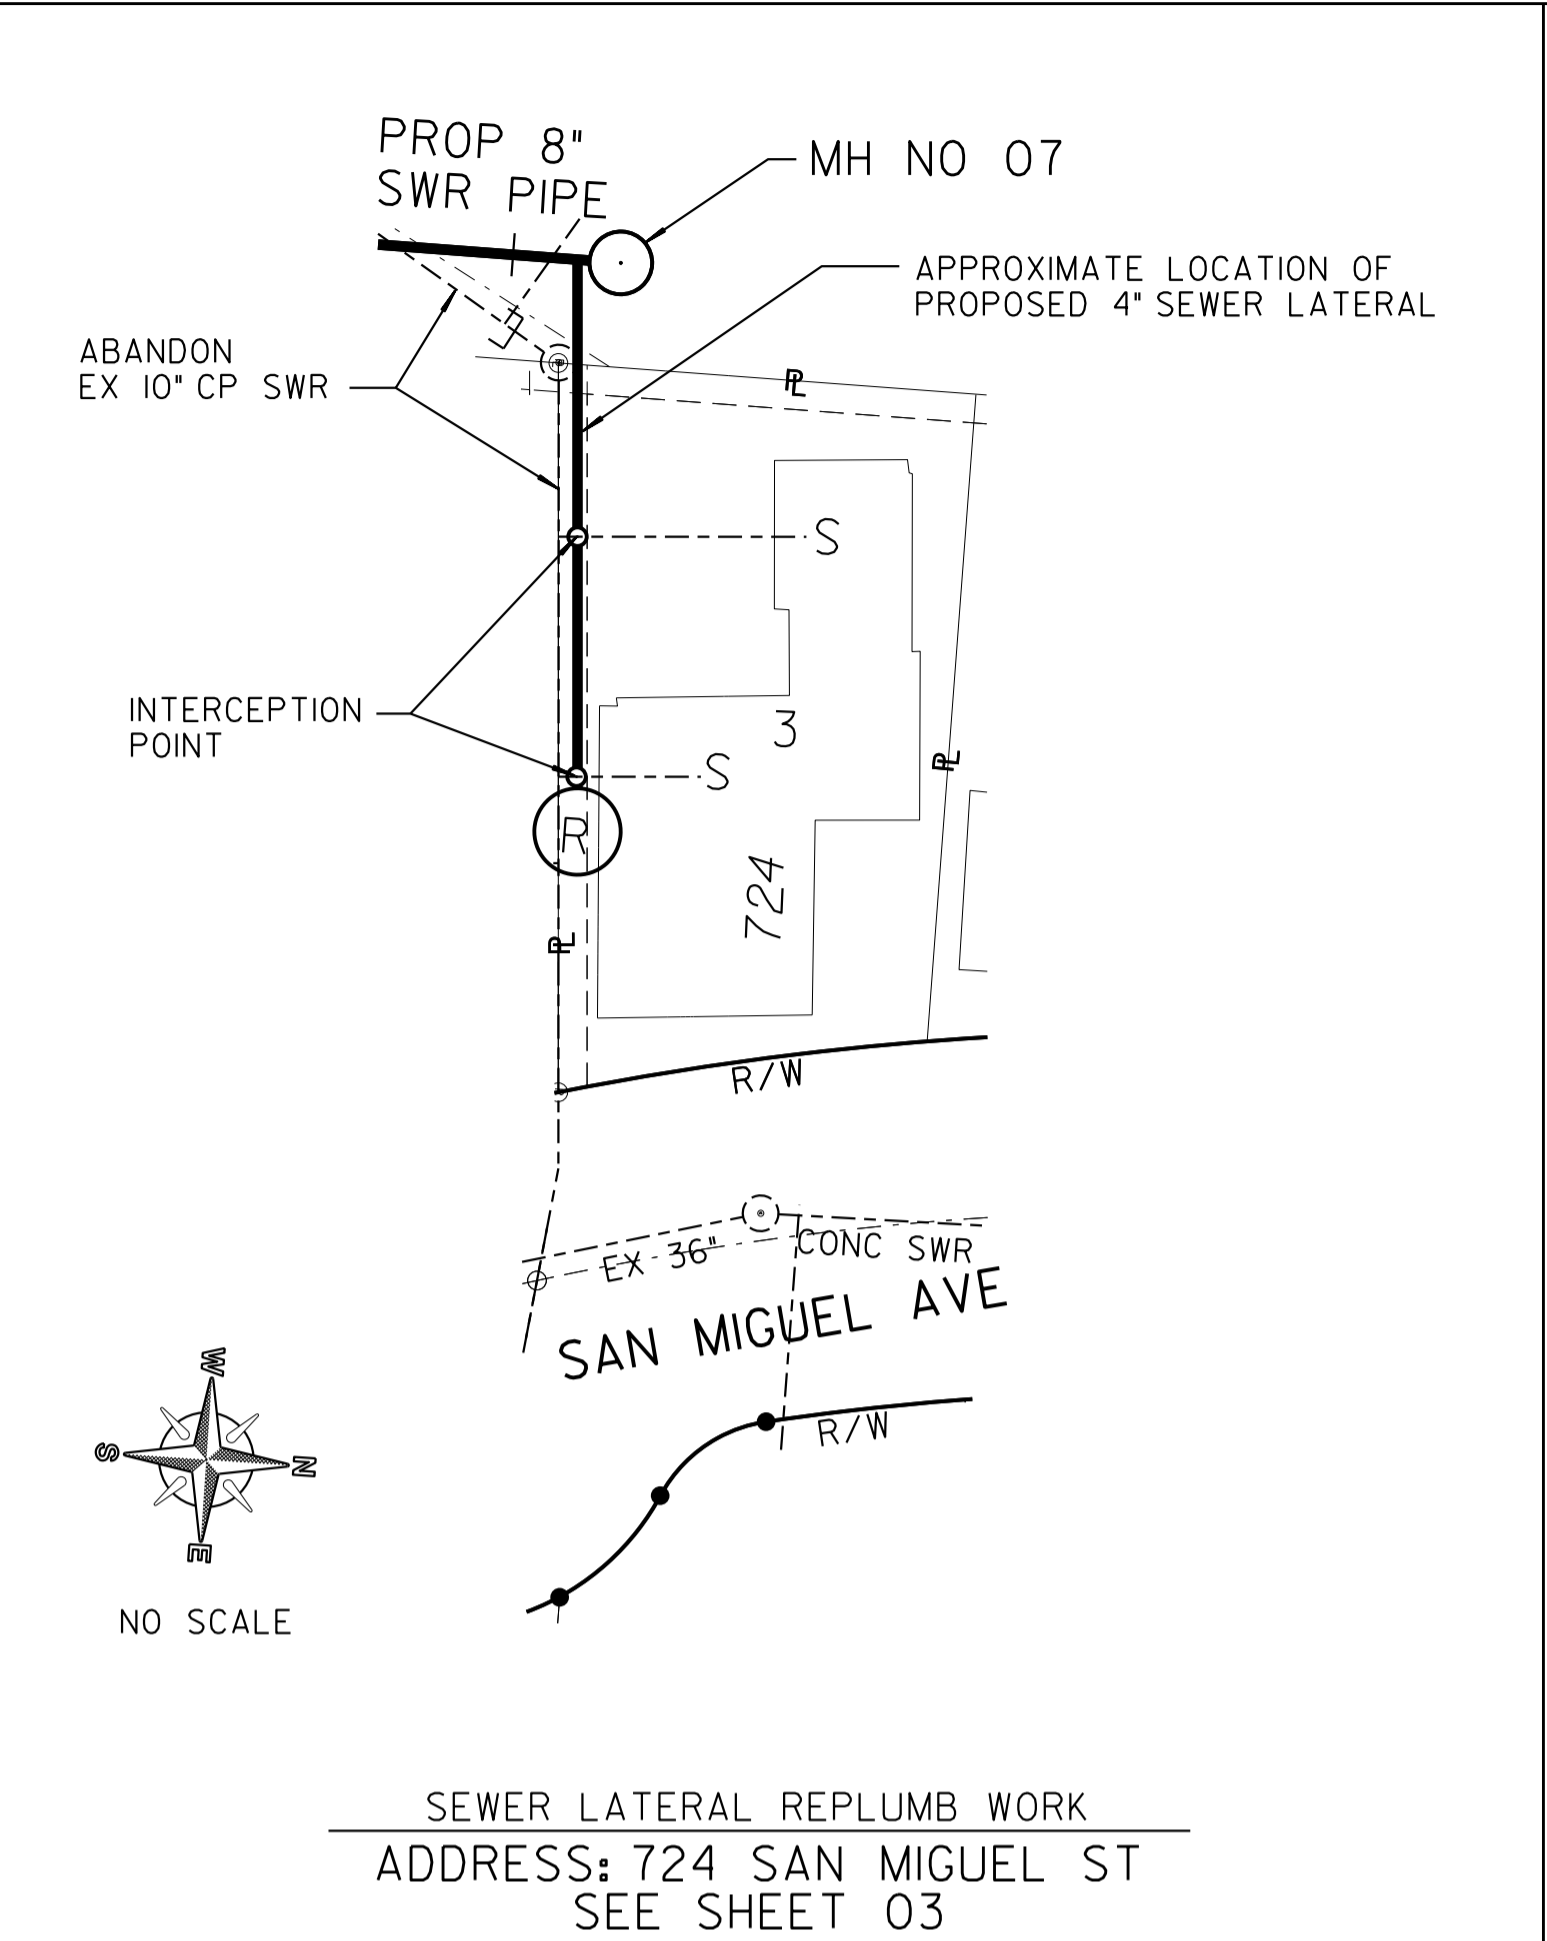 PROP 8"
SWR PIPE
MH NO 07
APPROXIMATE LOCATION OF
PROPOSED 4" SEWER LATERAL
ABANDON
EX 10" CP SWR
PL
S
INTERCEPTION
POINT
3
PL
S
R
724
PL
R/W
EX 36"
CONC SWR
SAN MIGUEL AVE
R/W
W
S
N
E
NO SCALE
SEWER LATERAL REPLUMB WORK
ADDRESS: 724 SAN MIGUEL ST
SEE SHEET 03